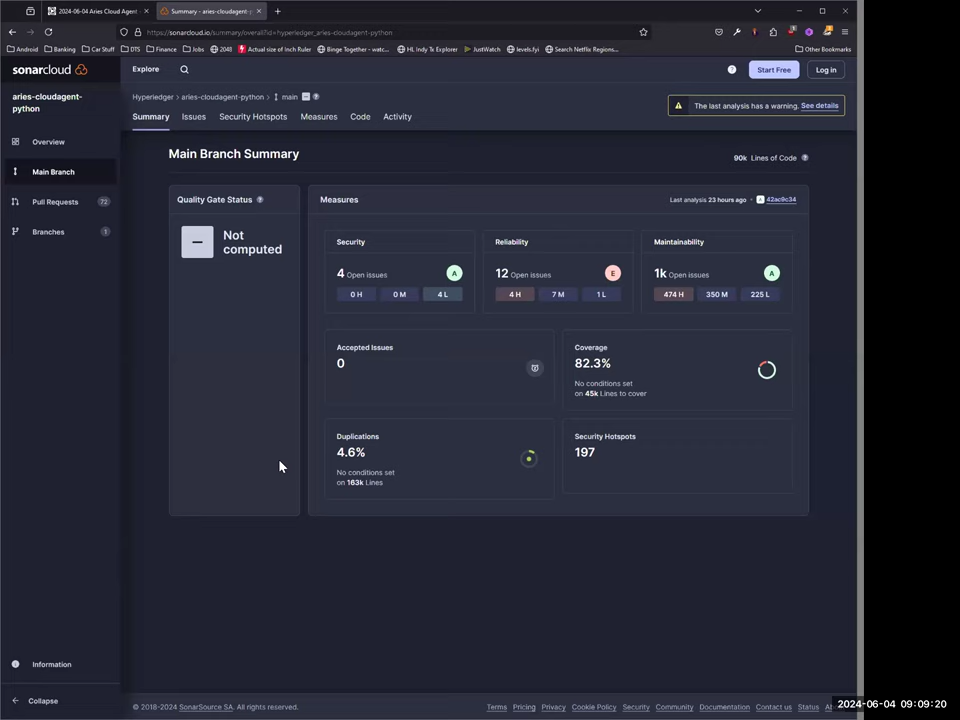 2024-06-04 Aries Cloud Agent
Summary - aries-cloudagent-p
https://sonarcloud.io/summary/overall?id=hyperledger_aries-cloudagent-python
Android
Banking
Car Stuff
DTS
Finance
Jobs
2048
Actual size of Inch Ruler
Binge Together - watc...
HL Indy Tx Explorer
JustWatch
levels.fyi
Search Netflix Regions...
Other Bookmarks
sonarcloud
Explore
Start Free
Log in
aries-cloudagent-
python
Hyperledger > aries-cloudagent-python > main
The last analysis has a warning. See details
Summary
Issues
Security Hotspots
Measures
Code
Activity
Overview
Main Branch
Pull Requests 72
Branches 1
Main Branch Summary
90k Lines of Code
Quality Gate Status
Not
computed
Measures
Last analysis 23 hours ago • A 42ac9c34
Security
4 Open issues A
0 H 0 M 4 L
Reliability
12 Open issues E
4 H 7 M 1 L
Maintainability
1k Open issues A
474 H 350 M 225 L
Accepted Issues
0
Coverage
82.3%
No conditions set
on 45k Lines to cover
Duplications
4.6%
No conditions set
on 163k Lines
Security Hotspots
197
Information
Collapse
© 2018-2024 SonarSource SA. All rights reserved.
Terms
Pricing
Privacy
Cookie Policy
Security
Community
Documentation
Contact us
Status
2024-06-04 09:09:20